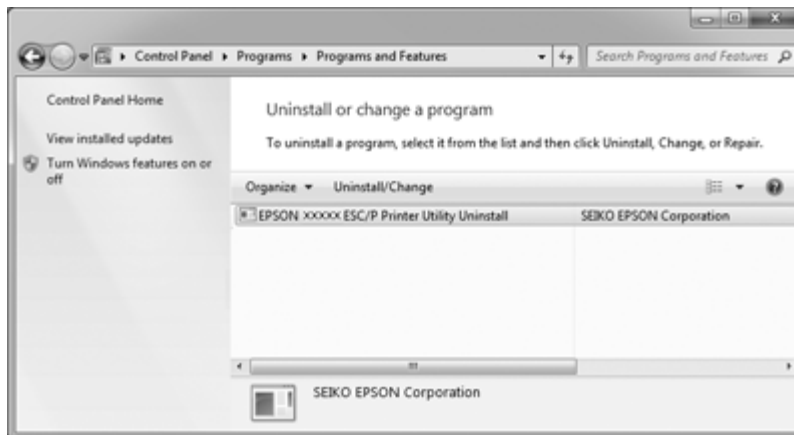 Control Panel ▸ Programs ▸ Programs and Features
Search Programs and Features
Control Panel Home
View installed updates
Turn Windows features on or
off
Uninstall or change a program
To uninstall a program, select it from the list and then click Uninstall, Change, or Repair.
Organize ▾ Uninstall/Change
EPSON XXXXX ESC/P Printer Utility Uninstall SEIKO EPSON Corporation
SEIKO EPSON Corporation